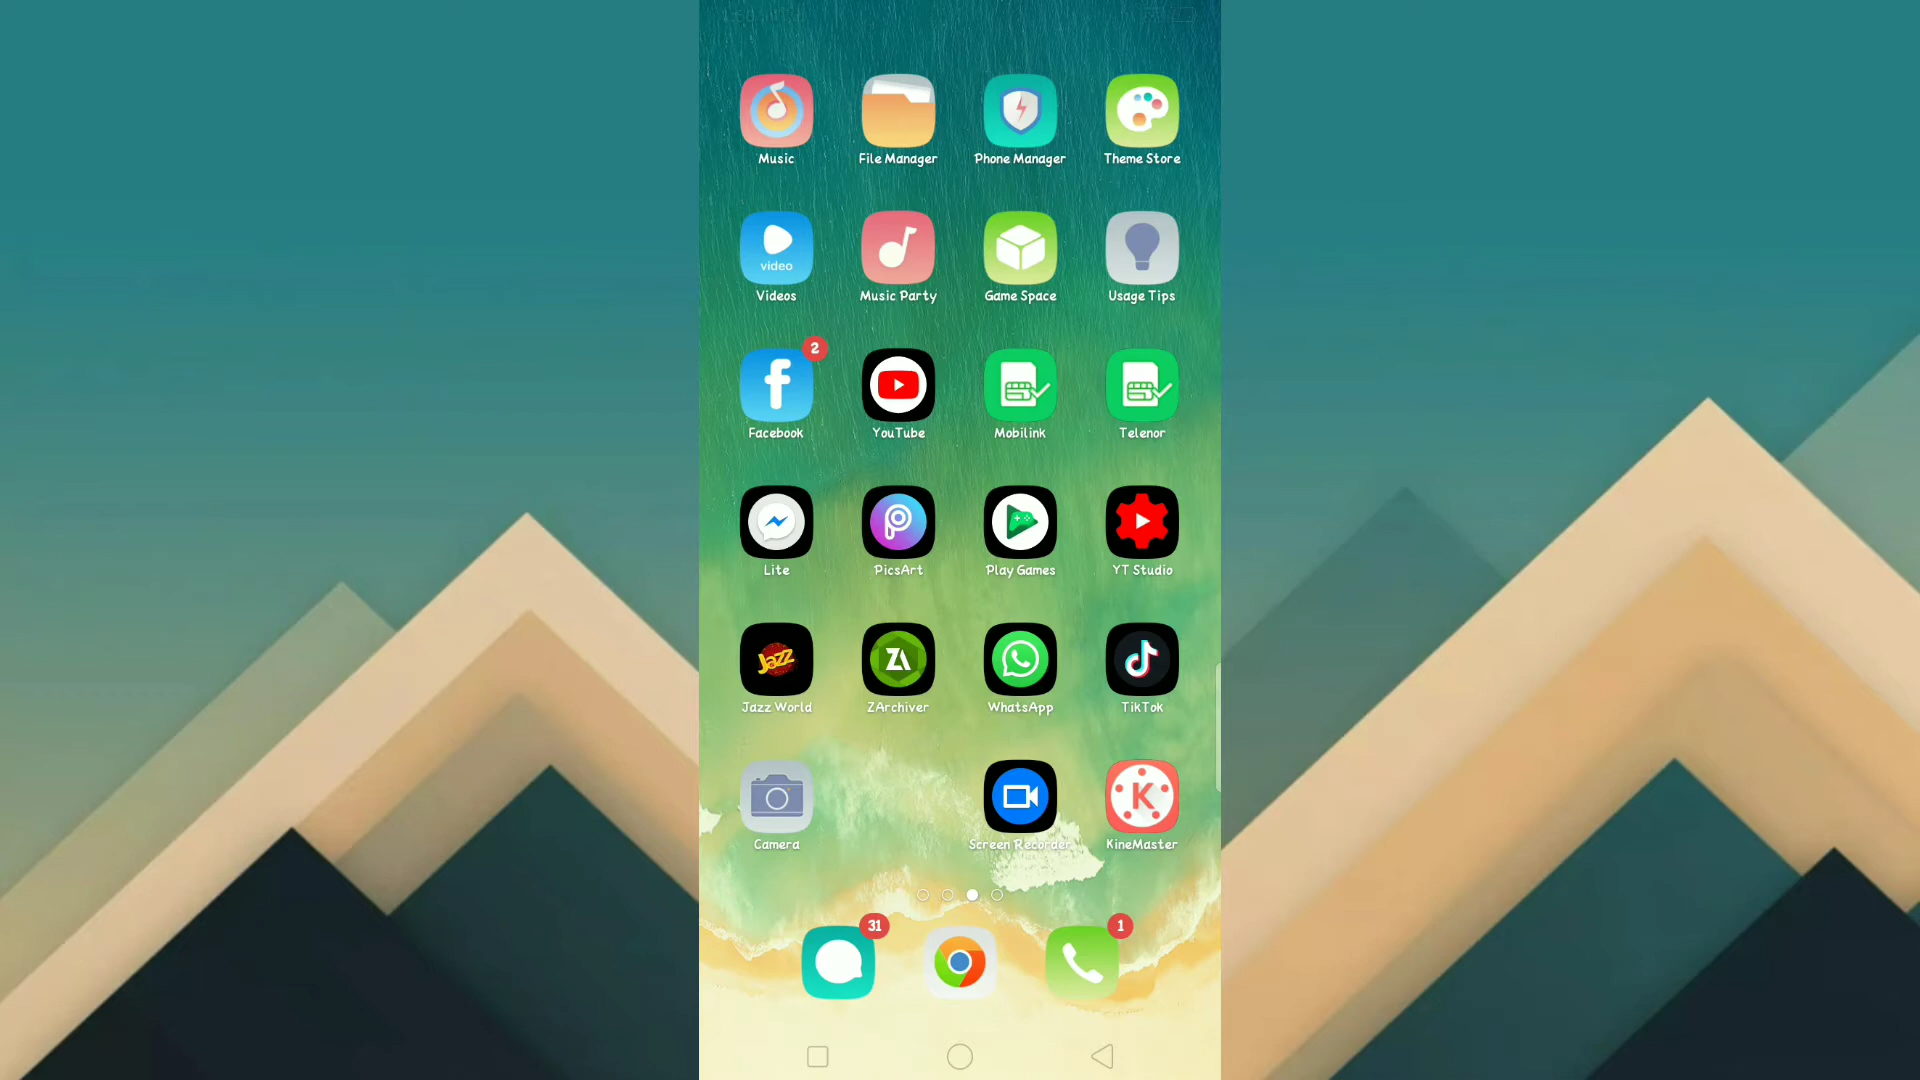 Music File Manager Phone Manager Theme Store
video
Videos Music Party Game Space Usage Tips
2
Facebook YouTube Mobilink Telenor
Lite PicsArt Play Games YT Studio
Jazz ZA
Jazz World ZArchiver WhatsApp TikTok
K
Camera Screen Recorder KineMaster
31 1